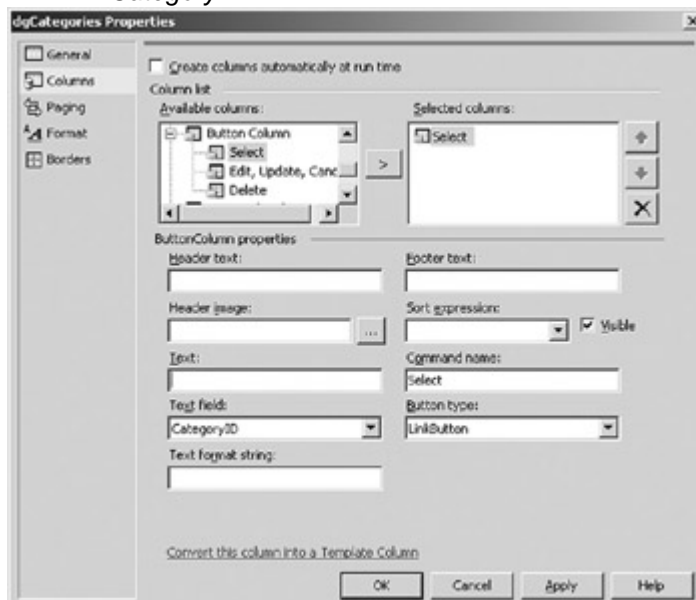 Category
dgCategories Properties
General
Columns
Paging
Format
Borders
Create columns automatically at run time
Column list
Available columns:
Selected columns:
Button Column
Select
Edit, Update, Canc
Delete
Select
>
ButtonColumn properties
Header text:
Footer text:
Header image:
Sort expression:
...
Visible
Text:
Command name:
Select
Text field:
Button type:
CategoryID
LinkButton
Text format string:
Convert this column into a Template Column
OK
Cancel
Apply
Help